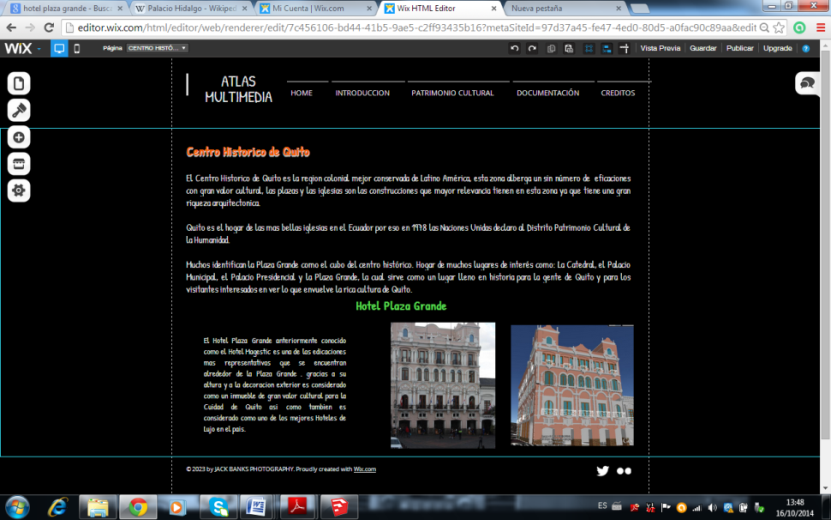 hotel plaza grande - Busc
Palacio Hidalgo - Wikiped
Mi Cuenta | Wix.com
Wix HTML Editor
Nueva pestaña
editor.wix.com/html/editor/web/renderer/edit/7c456106-bd44-41b5-9ae5-c2ff93435b16?metaSiteId=97d37a45-fe47-4ed0-80d5-a0fac90c89aa&edit
WiX
Página
CENTRO HISTÓ...
Vista Previa
Guardar
Publicar
Upgrade
ATLAS
MULTIMEDIA
HOME
INTRODUCCION
PATRIMONIO CULTURAL
DOCUMENTACIÓN
CREDITOS
Centro Historico de Quito
El Centro Historico de Quito es la region colonial mejor conservada de Latino América, esta zona alberga un sin número de eficaciones
con gran valor cultural, las plazas y las iglesias son las construcciones que mayor relevancia tienen en esta zona ya que tiene una gran
riqueza arquitectonica.
Quito es el hogar de las mas bellas iglesias en el Ecuador por eso en 1978 las Naciones Unidas declaro al Distrito Patrimonio Cultural de
la Humanidad.
Muchos identifican la Plaza Grande como el cubo del centro histórico. Hogar de muchos lugares de interés como: La Catedral, el Palacio
Municipal, el Palacio Presidencial y la Plaza Grande, la cual sirve como un lugar lleno en historia para la gente de Quito y para los
visitantes interesados en ver lo que envuelve la rica cultura de Quito.
Hotel Plaza Grande
El Hotel Plaza Grande anteriormente conocido
como el Hotel Magestic es una de las edicaciones
mas representativas que se encuentran
alrededor de la Plaza Grande , gracias a su
altura y a la decoracion exterior es considerado
como un inmueble de gran valor cultural para la
Cuidad de Quito asi como tambien es
considerado como uno de los mejores Hoteles de
Lujo en el pais.
© 2023 by JACK BANKS PHOTOGRAPHY. Proudly created with Wix.com
ES
13:48
16/10/2014